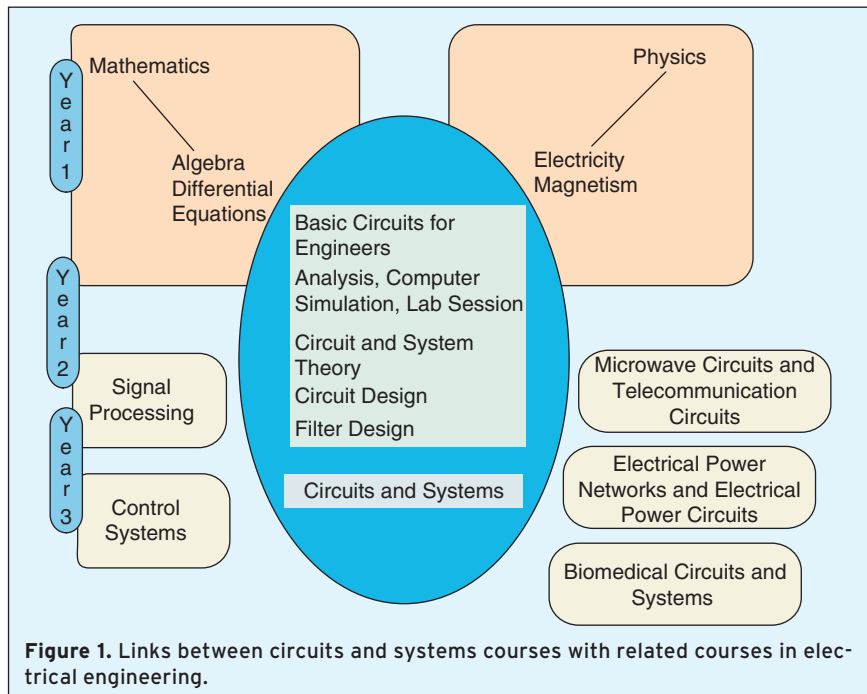 Year 1
Mathematics
Algebra
Differential
Equations
Physics
Electricity
Magnetism
Basic Circuits for
Engineers
Analysis, Computer
Simulation, Lab Session
Circuit and System
Theory
Circuit Design
Filter Design
Circuits and Systems
Year 2
Signal
Processing
Year 3
Control
Systems
Microwave Circuits and
Telecommunication
Circuits
Electrical Power
Networks and Electrical
Power Circuits
Biomedical Circuits and
Systems
Figure 1. Links between circuits and systems courses with related courses in elec-
trical engineering.